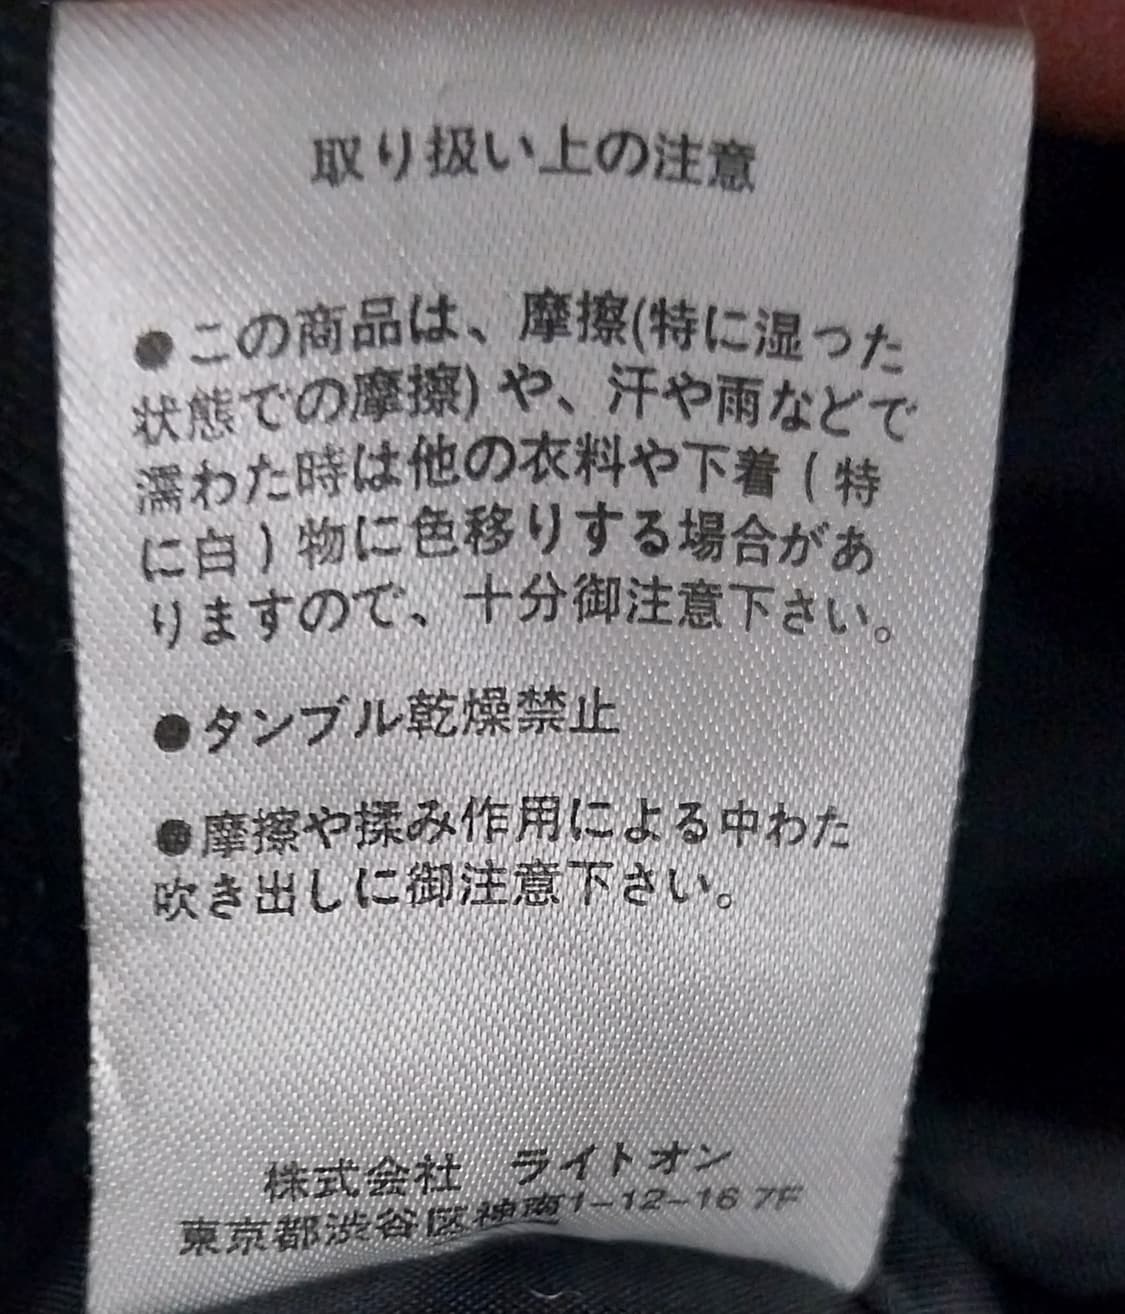 取り扱い上の注意
●この商品は、摩擦(特に湿った
状態での摩擦)や、汗や雨などで
濡わた時は他の衣料や下着(特
に白)物に色移りする場合があ
りますので、十分御注意下さい。
●タンブル乾燥禁止
●摩擦や揉み作用による中わた
吹き出しに御注意下さい。
株式会社 ライトオン
東京都渋谷区神南1-12-16 7F